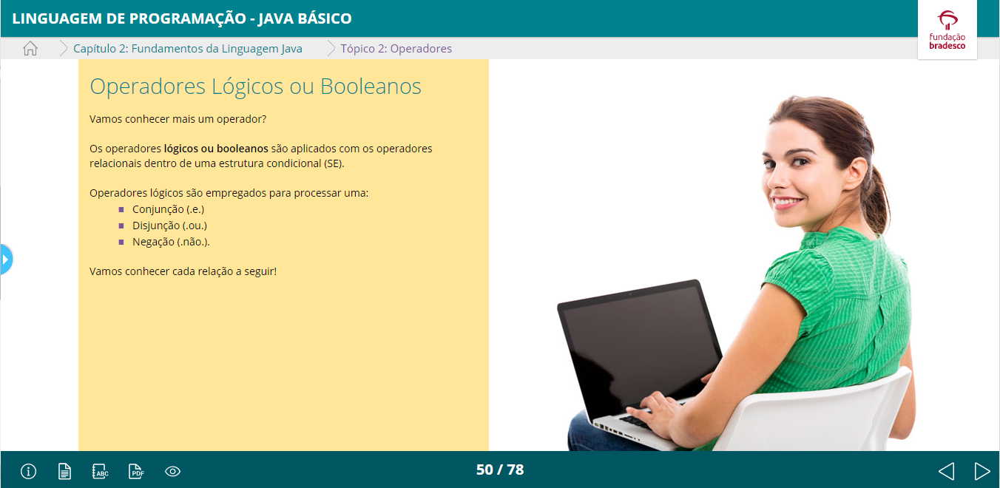 LINGUAGEM DE PROGRAMAÇÃO - JAVA BÁSICO
fundação
bradesco
Capítulo 2: Fundamentos da Linguagem Java
Tópico 2: Operadores
Operadores Lógicos ou Booleanos
Vamos conhecer mais um operador?
Os operadores lógicos ou booleanos são aplicados com os operadores
relacionais dentro de uma estrutura condicional (SE).
Operadores lógicos são empregados para processar uma:
Conjunção (.e.)
Disjunção (.ou.)
Negação (.não.).
Vamos conhecer cada relação a seguir!
ABC
PDF
50 / 78